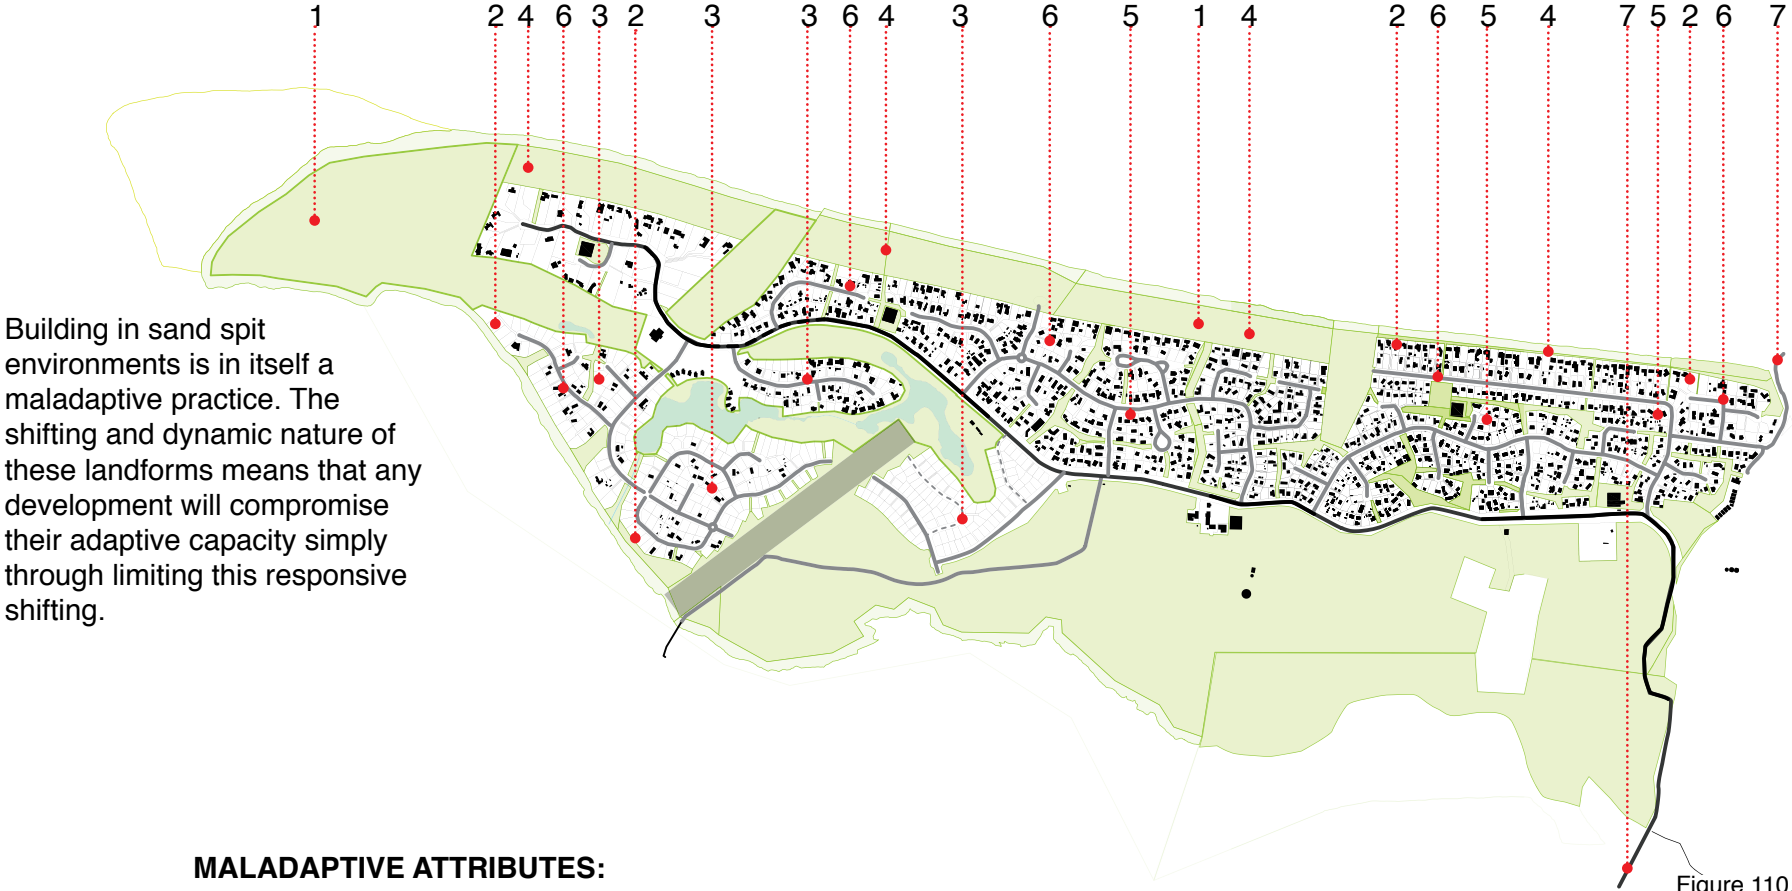 1 2 4 6 3 2 3 3 6 4 3 6 5 1 4 2 6 5 4 7 5 2 6 7
Building in sand spit
environments is in itself a
maladaptive practice. The
shifting and dynamic nature of
these landforms means that any
development will compromise
their adaptive capacity simply
through limiting this responsive
shifting.
MALADAPTIVE ATTRIBUTES:
Figure 110